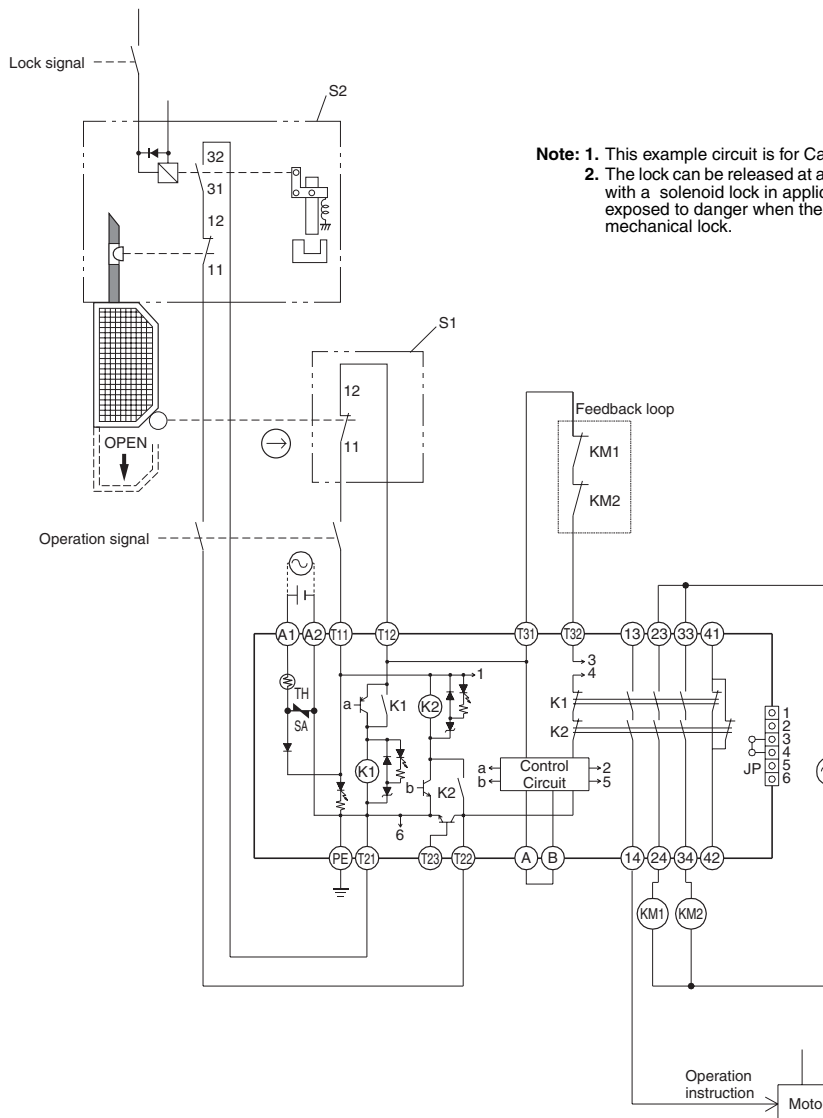 Lock signal
S2
Note: 1. This example circuit is for Ca
2. The lock can be released at a
with a solenoid lock in applic
exposed to danger when the
mechanical lock.
32
31
12
11
S1
12
11
OPEN
Feedback loop
KM1
KM2
Operation signal
A1 A2 T11 T12 T31 T32 13 23 33 41
TH
SA
a
K1
K2
1
3
4
K1
K2
K1
b
K2
6
a
b
Control
Circuit
2
5
JP
1
2
3
4
5
6
PE T21 T23 T22 A B 14 24 34 42
KM1 KM2
Operation
instruction
Moto